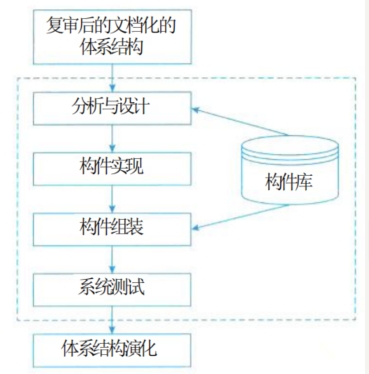 复审后的文档化的
体系结构
分析与设计
构件实现
构件库
构件组装
系统测试
体系结构演化